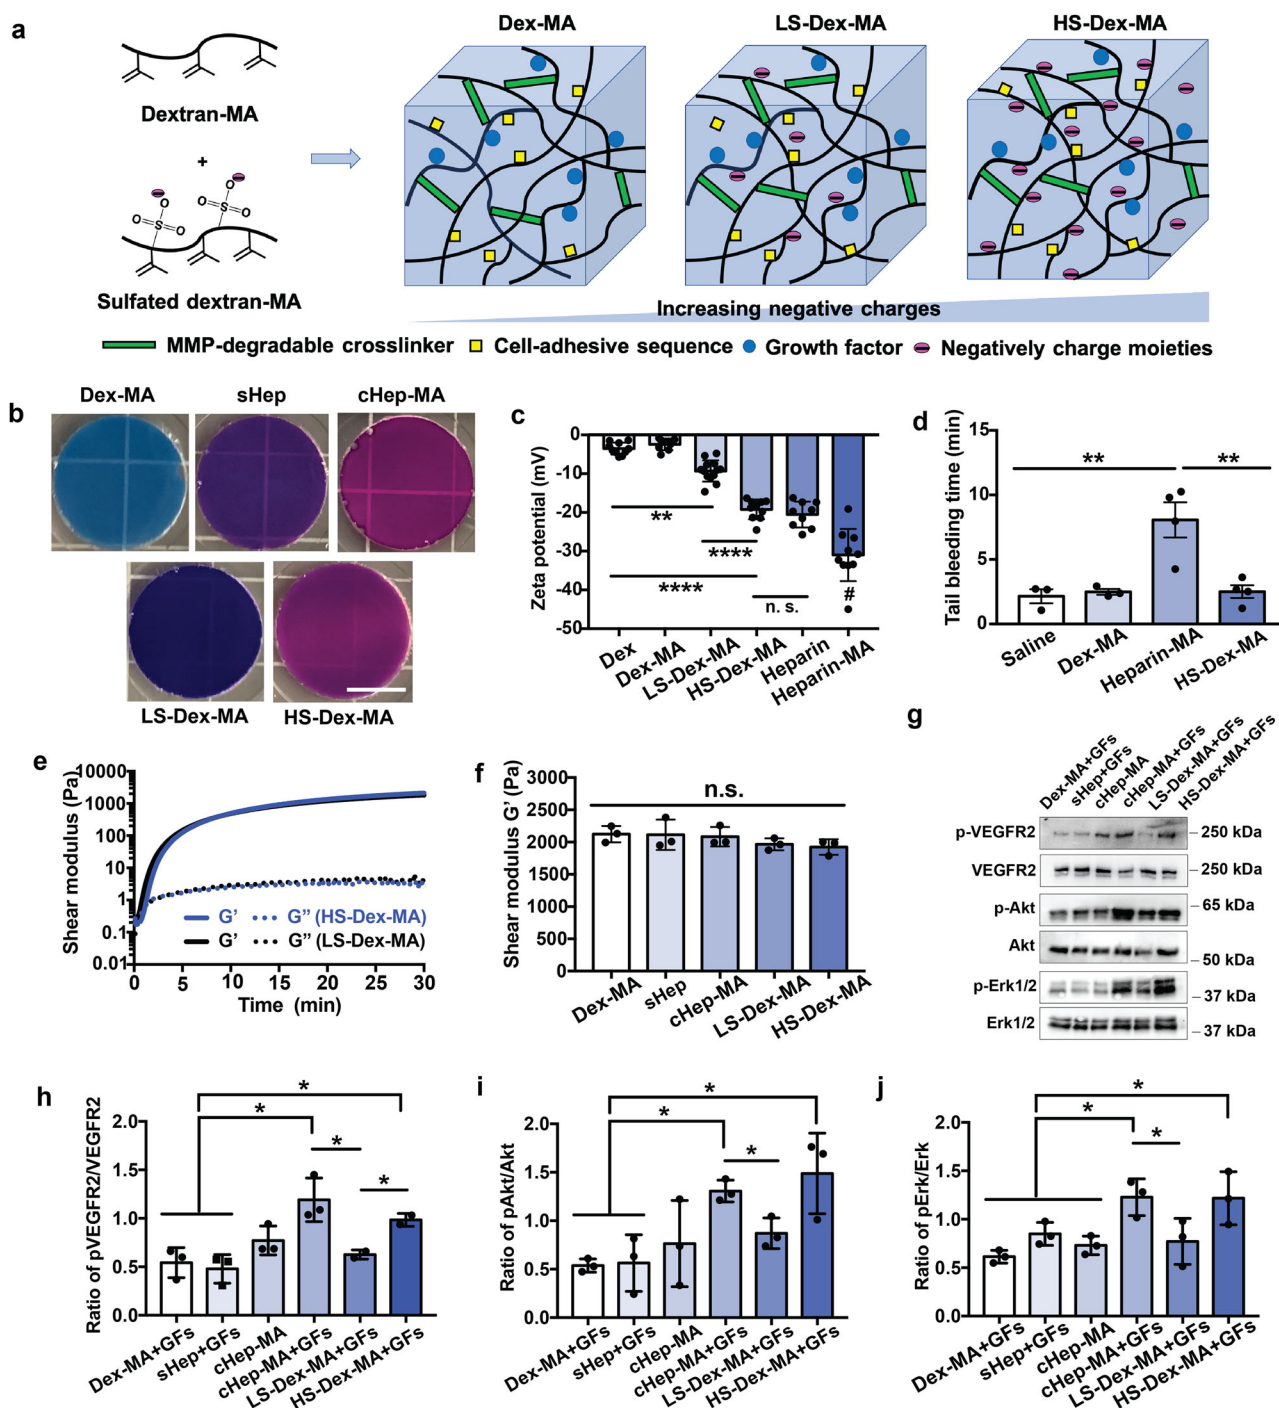 a
Dextran-MA
+
O
O
O
S
O
O
O
S
Sulfated dextran-MA
Dex-MA
LS-Dex-MA
HS-Dex-MA
Increasing negative charges
MMP-degradable crosslinker
Cell-adhesive sequence
Growth factor
Negatively charge moieties
b
Dex-MA
sHep
cHep-MA
LS-Dex-MA
HS-Dex-MA
c
Zeta potential (mV)
0
-10
-20
-30
-40
-50
**
****
****
n. s.
#
Dex
Dex-MA
LS-Dex-MA
HS-Dex-MA
Heparin
Heparin-MA
d
Tail bleeding time (min)
15
10
5
0
**
**
Saline
Dex-MA
Heparin-MA
HS-Dex-MA
e
Shear modulus (Pa)
10000
1000
100
10
1
0.1
0.01
G' G'' (HS-Dex-MA)
G' G'' (LS-Dex-MA)
0 5 10 15 20 25 30
Time (min)
f
Shear modulus G' (Pa)
3000
2500
2000
1500
1000
500
0
n.s.
Dex-MA
sHep
cHep-MA
LS-Dex-MA
HS-Dex-MA
g
Dex-MA+GFs
sHep+GFs
cHep-MA
cHep-MA+GFs
LS-Dex-MA+GFs
HS-Dex-MA+GFs
p-VEGFR2
250 kDa
VEGFR2
250 kDa
p-Akt
65 kDa
Akt
50 kDa
p-Erk1/2
37 kDa
Erk1/2
37 kDa
h
Ratio of pVEGFR2/VEGFR2
2.0
1.5
1.0
0.5
0.0
*
*
*
*
Dex-MA+GFs
sHep+GFs
cHep-MA
cHep-MA+GFs
LS-Dex-MA+GFs
HS-Dex-MA+GFs
i
Ratio of pAkt/Akt
2.0
1.5
1.0
0.5
0.0
*
*
*
Dex-MA+GFs
sHep+GFs
cHep-MA
cHep-MA+GFs
LS-Dex-MA+GFs
HS-Dex-MA+GFs
j
Ratio of pErk/Erk
2.0
1.5
1.0
0.5
0.0
*
*
*
Dex-MA+GFs
sHep+GFs
cHep-MA
cHep-MA+GFs
LS-Dex-MA+GFs
HS-Dex-MA+GFs